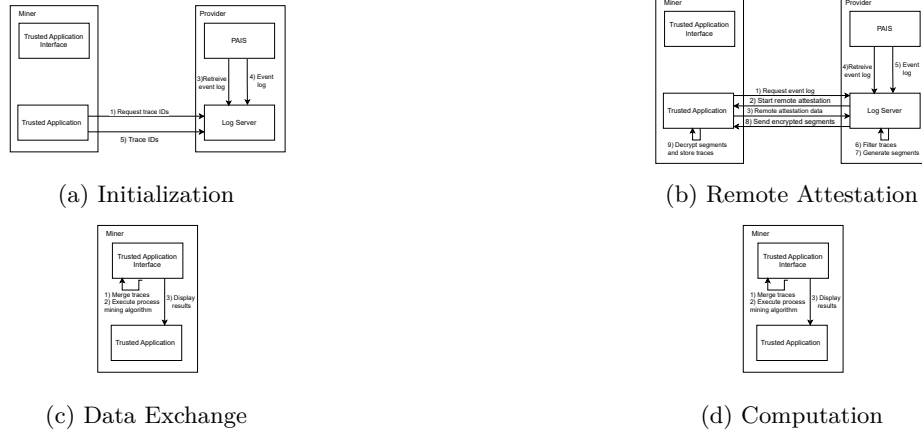 Miner
Trusted Application
Interface
Trusted Application
Provider
PAIS
3)Retreive
event log
4) Event
log
1) Request trace IDs
5) Trace IDs
Log Server
(a) Initialization
Miner
Trusted Application
Interface
Trusted Application
9) Decrypt segments
and store traces
Provider
PAIS
4)Retreive
event log
5) Event
log
1) Request event log
2) Start remote attestation
3) Remote attestation data
8) Send encrypted segments
Log Server
6) Filter traces
7) Generate segments
(b) Remote Attestation
Miner
Trusted Application
Interface
1) Merge traces
2) Execute process
mining algorithm
3) Display
results
Trusted Application
(c) Data Exchange
Miner
Trusted Application
Interface
1) Merge traces
2) Execute process
mining algorithm
3) Display
results
Trusted Application
(d) Computation